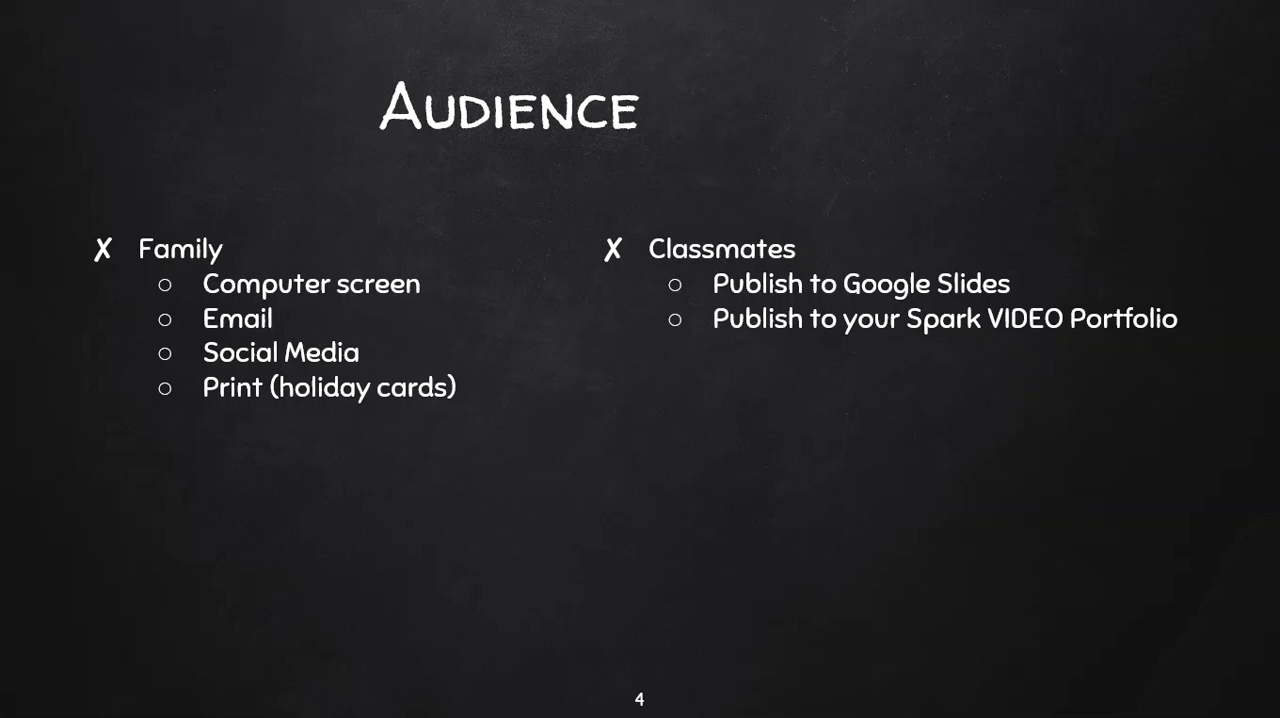 AUDIENCE
✗ Family
○ Computer screen
○ Email
○ Social Media
○ Print (holiday cards)
✗ Classmates
○ Publish to Google Slides
○ Publish to your Spark VIDEO Portfolio
4